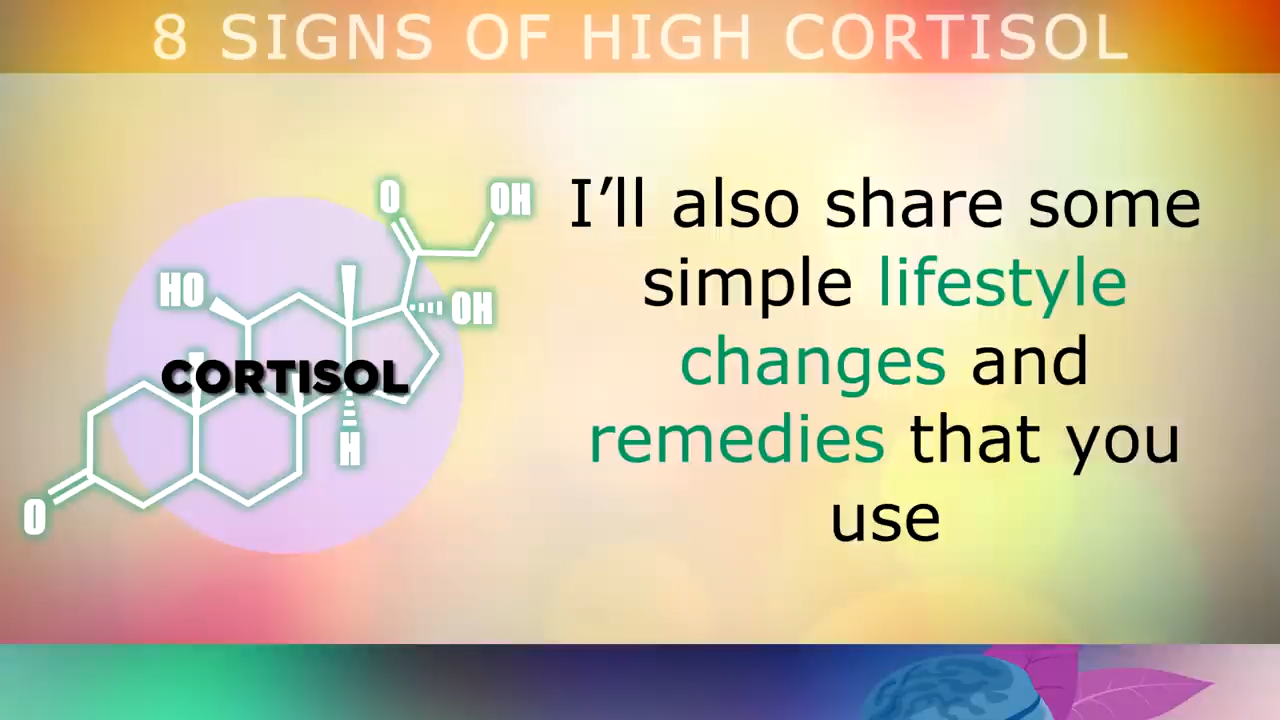 8 SIGNS OF HIGH CORTISOL
O
OH
HO
OH
CORTISOL
H
O
I’ll also share some
simple lifestyle
changes and
remedies that you
use